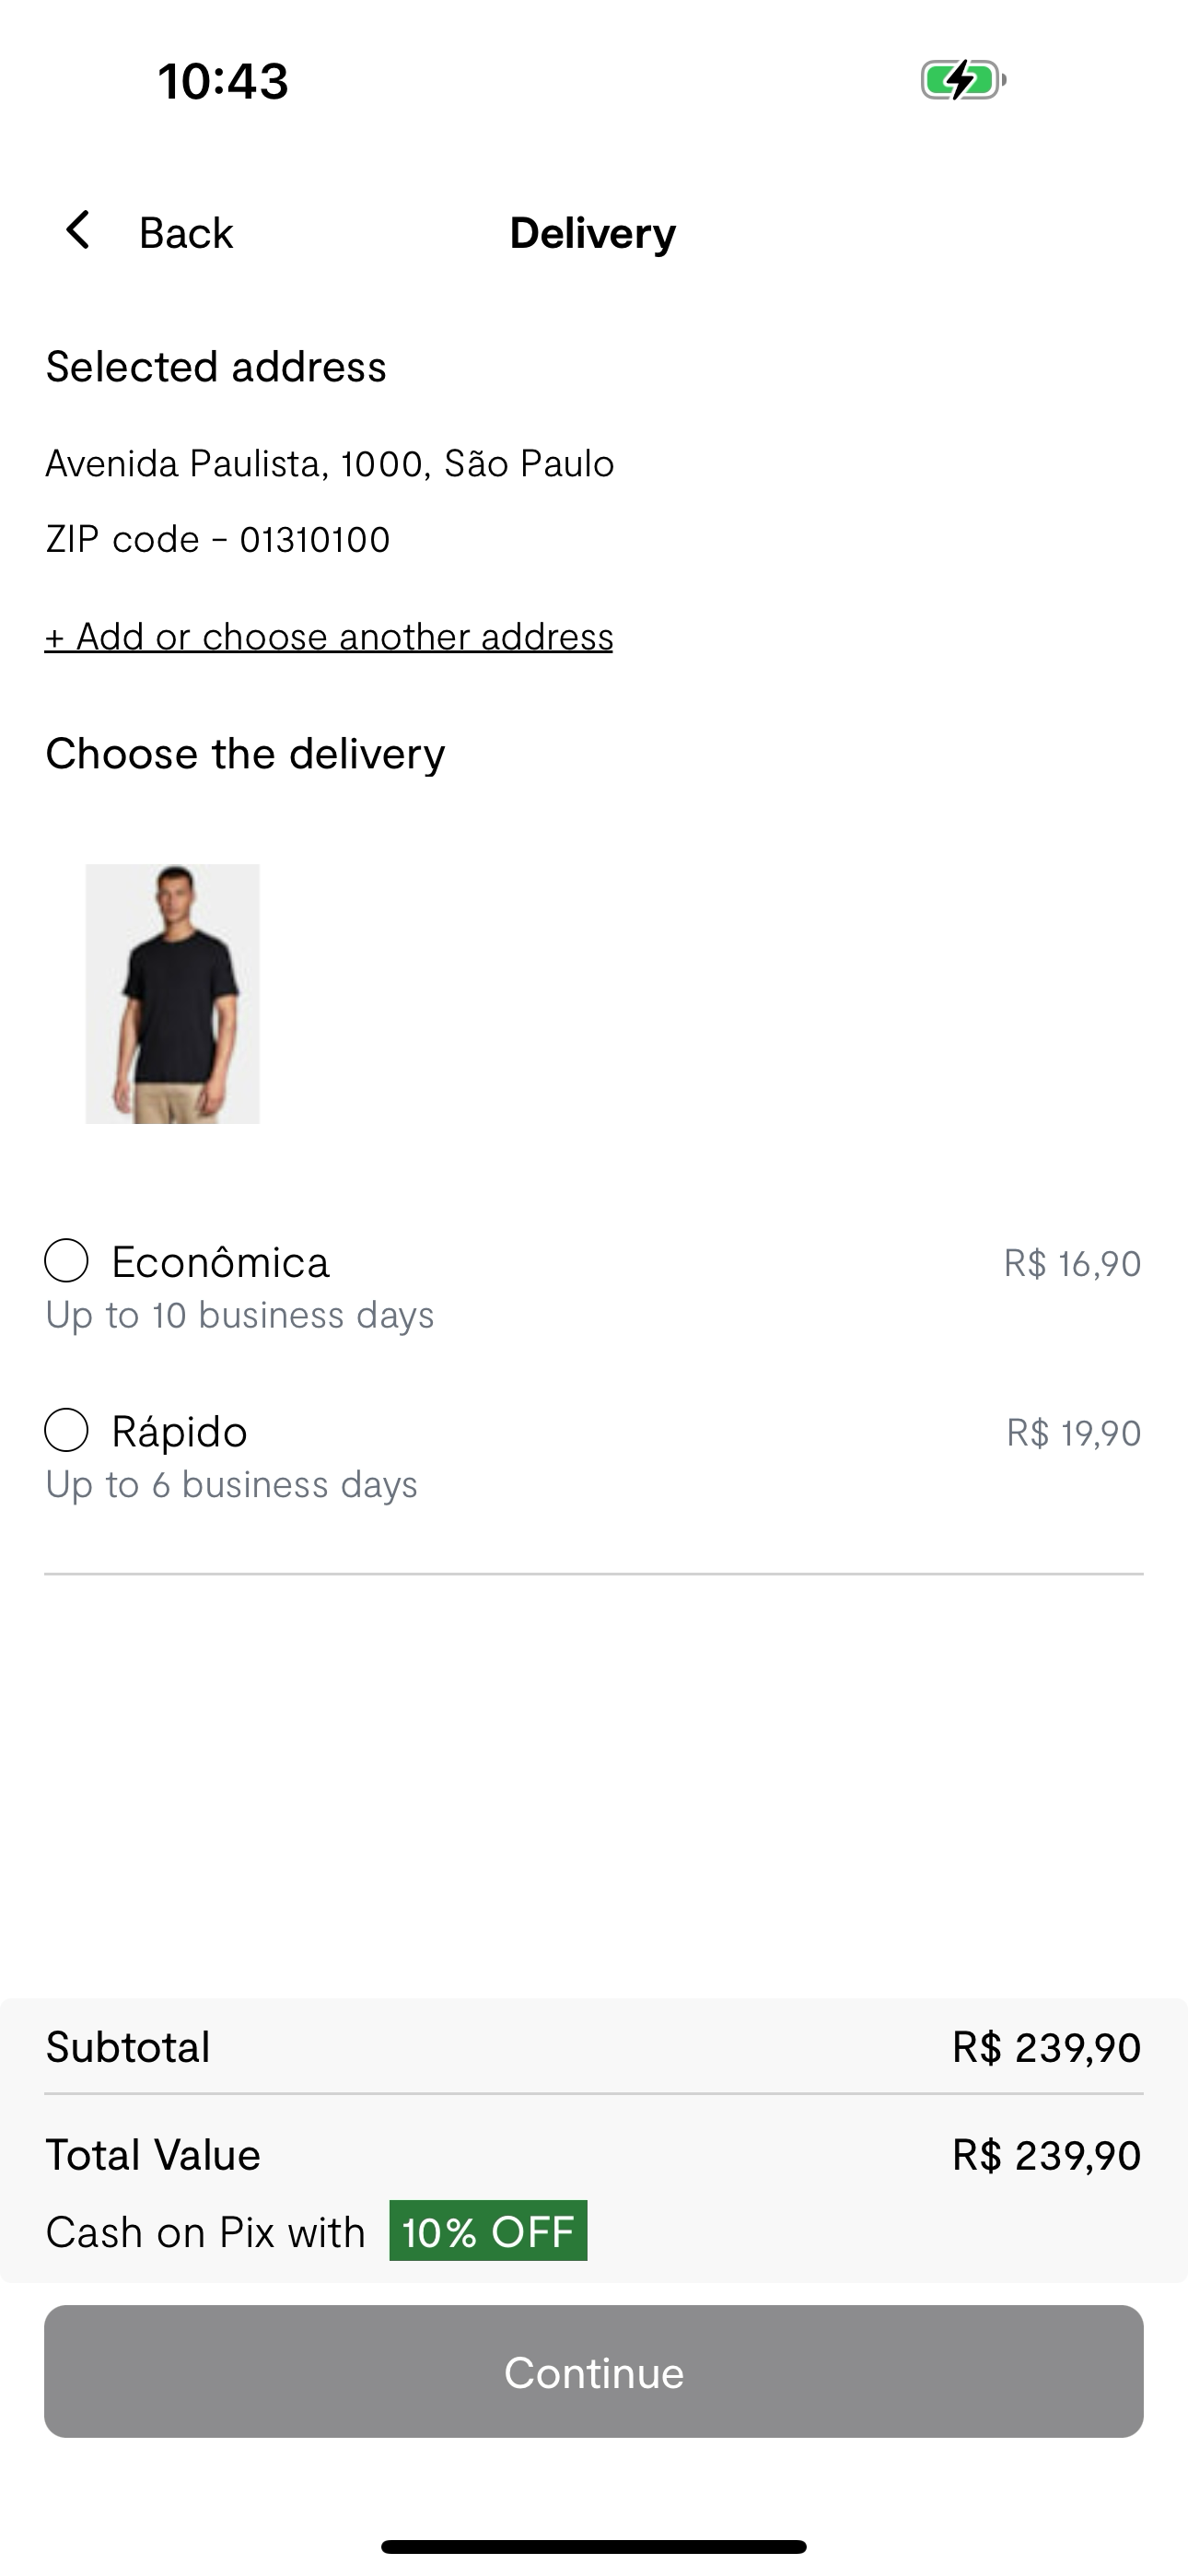 10:43
Back
Delivery
Selected address
Avenida Paulista, 1000, São Paulo
ZIP code - 01310100
+ Add or choose another address
Choose the delivery
Econômica
R$ 16,90
Up to 10 business days
Rápido
R$ 19,90
Up to 6 business days
Subtotal
R$ 239,90
Total Value
R$ 239,90
Cash on Pix with 10% OFF
Continue